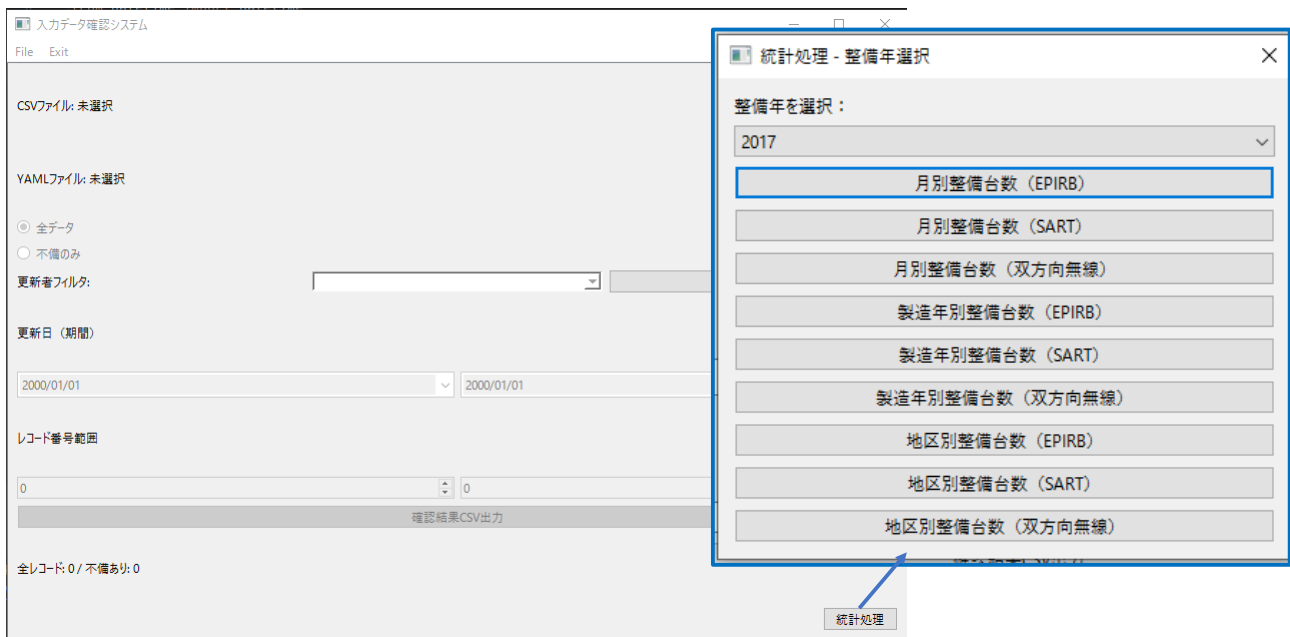 入力データ確認システム
File Exit
CSVファイル: 未選択
YAMLファイル: 未選択
全データ
不備のみ
更新者フィルタ:
更新日（期間）
2000/01/01
2000/01/01
レコード番号範囲
0
0
確認結果CSV出力
全レコード: 0 / 不備あり: 0
統計処理
統計処理 - 整備年選択
整備年を選択：
2017
月別整備台数（EPIRB）
月別整備台数（SART）
月別整備台数（双方向無線）
製造年別整備台数（EPIRB）
製造年別整備台数（SART）
製造年別整備台数（双方向無線）
地区別整備台数（EPIRB）
地区別整備台数（SART）
地区別整備台数（双方向無線）